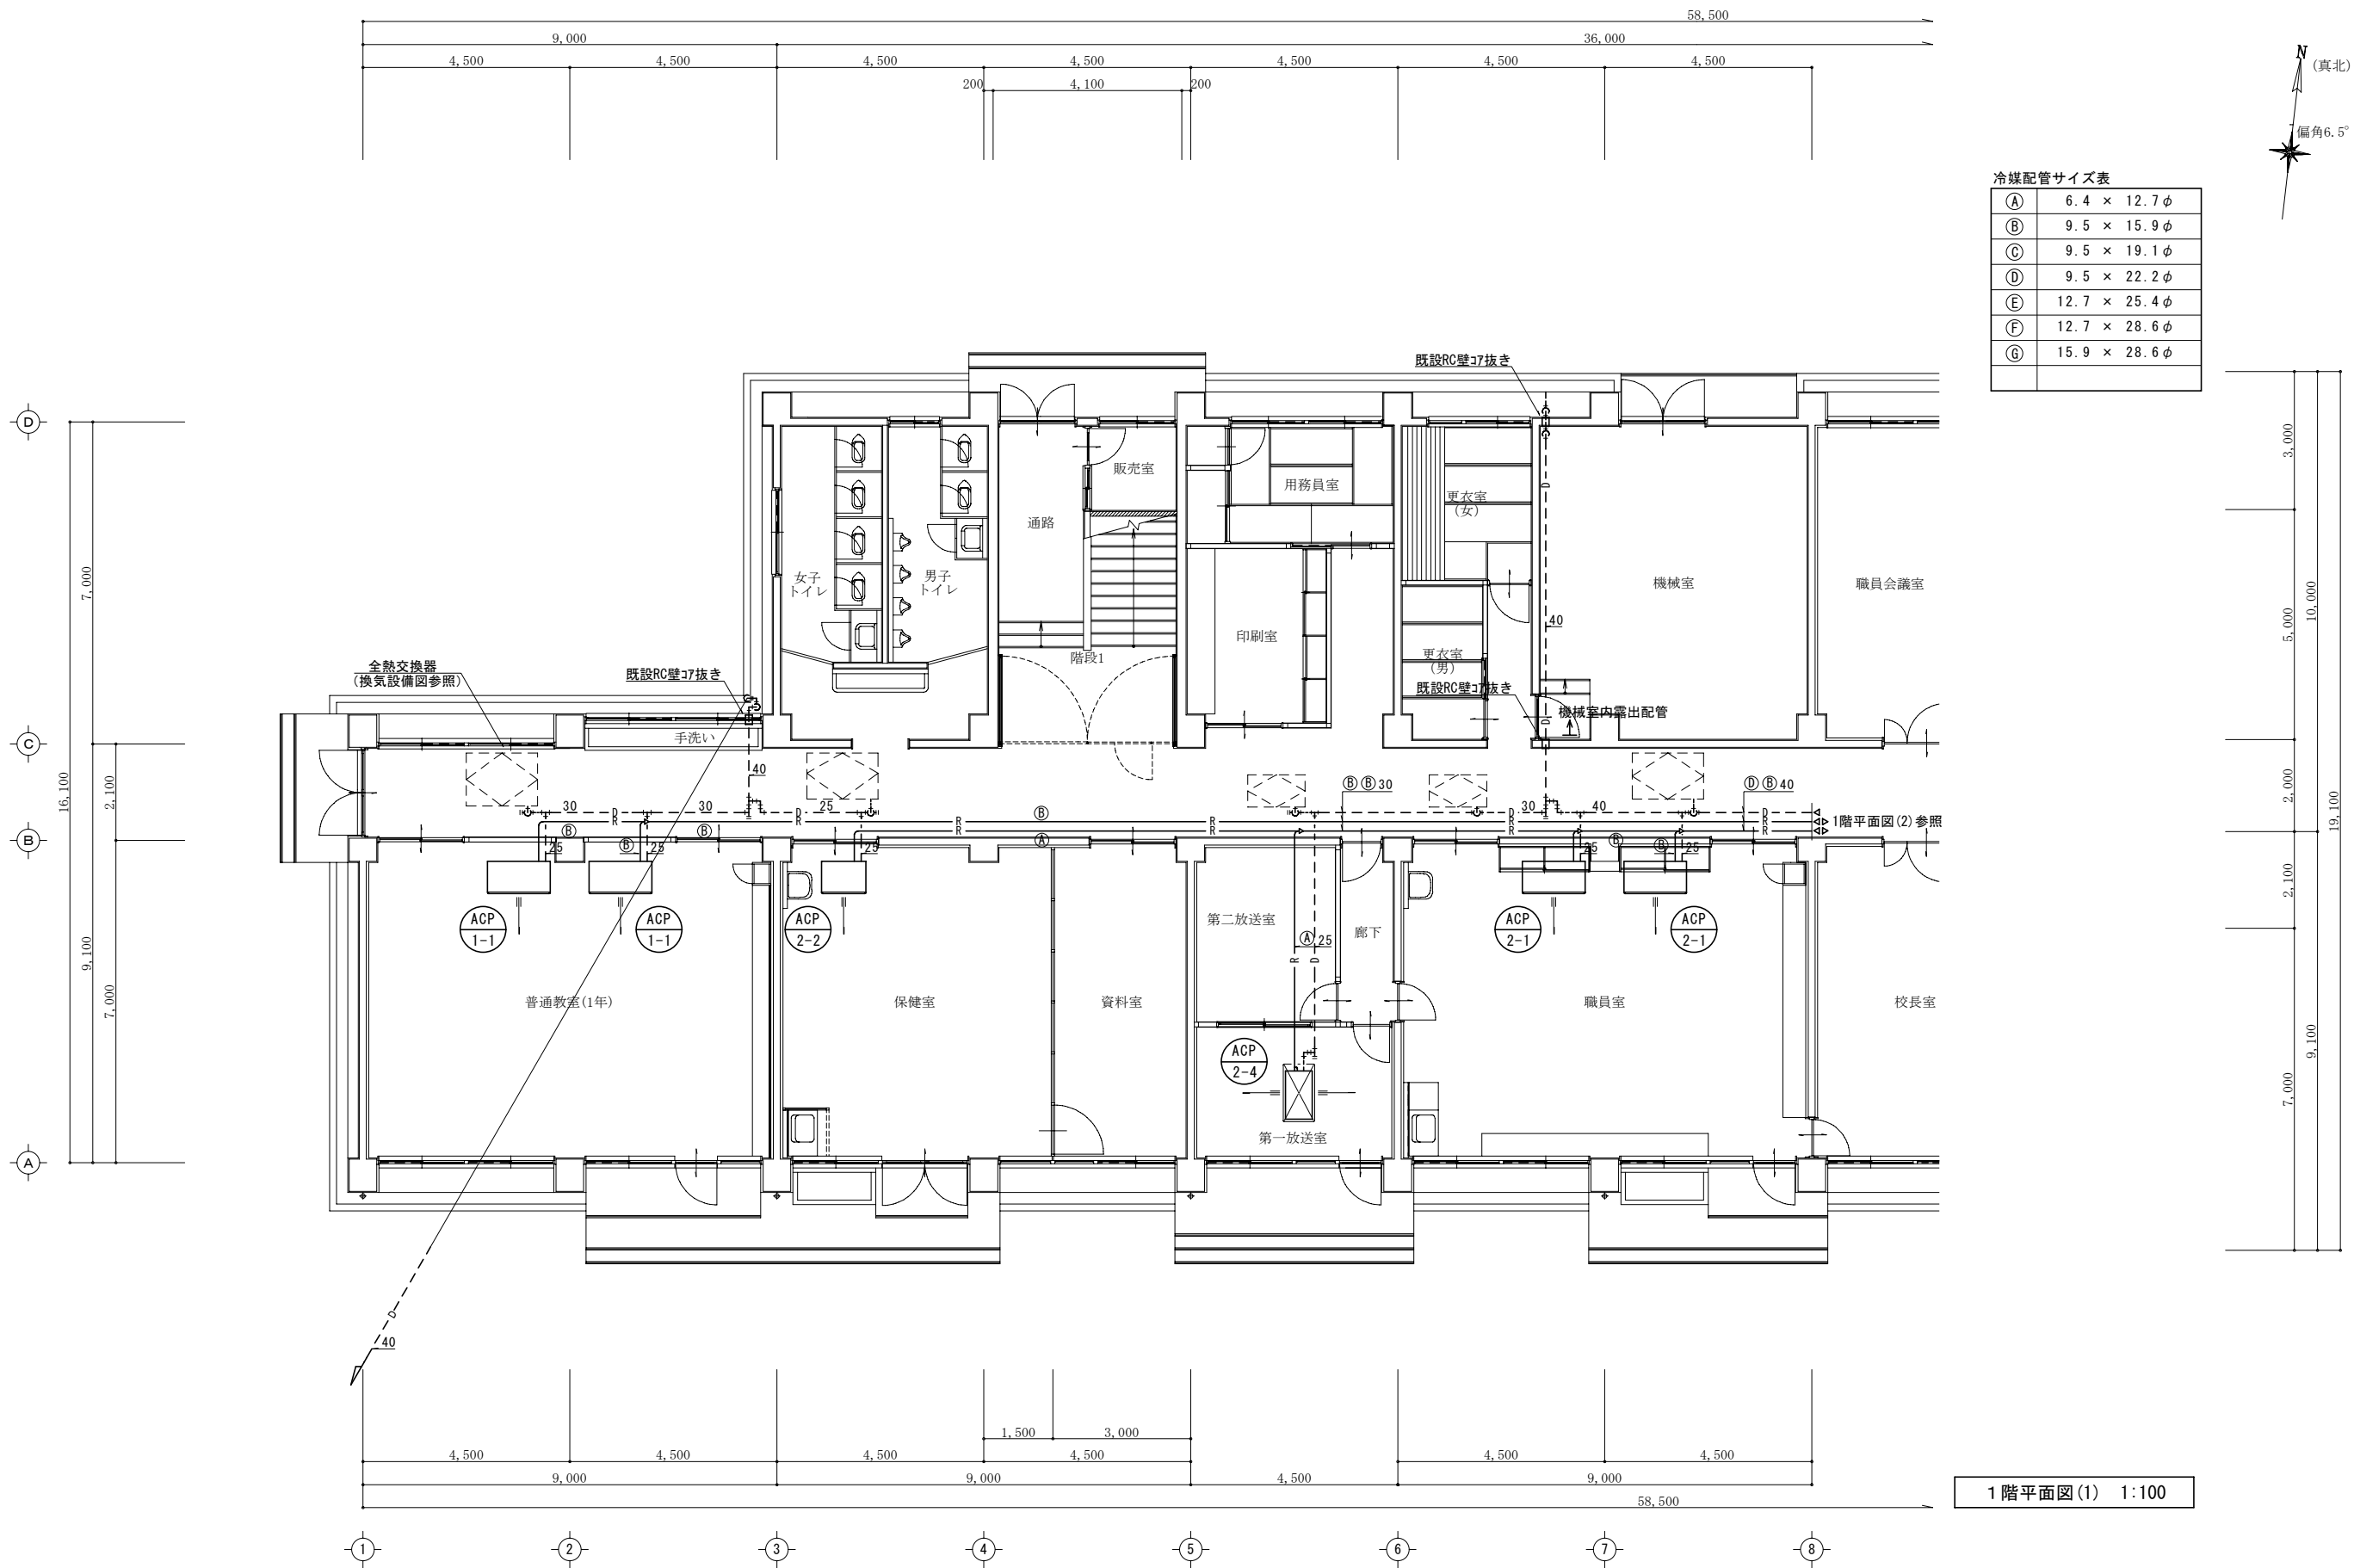 58,500
9,000
36,000
4,500
4,500
4,500
4,500
4,500
4,500
4,500
200
4,100
200
N
(真北)
偏角6.5°
冷媒配管サイズ表
A 6.4 × 12.7φ
B 9.5 × 15.9φ
C 9.5 × 19.1φ
D 9.5 × 22.2φ
E 12.7 × 25.4φ
F 12.7 × 28.6φ
G 15.9 × 28.6φ
D
C
B
A
16,100
7,000
9,100
2,100
7,000
3,000
5,000
2,000
2,100
7,000
10,000
9,100
19,100
既設RC壁ｺｱ抜き
販売室
用務員室
更衣室
(女)
通路
女子
トイレ
男子
トイレ
機械室
職員会議室
D
40
印刷室
階段1
更衣室
(男)
全熱交換器
(換気設備図参照)
既設RC壁ｺｱ抜き
既設RC壁ｺｱ抜き
機械室内露出配管
D
手洗い
40
ⒷⒷ30
ⒹⒷ40
30
D
R
30
D
R
25
Ⓑ
R
R
R
R
30
D
R
R
40
D
R
R
1階平面図(2)参照
Ⓑ
Ⓑ
Ⓐ
Ⓑ
25
Ⓑ
25
25
25
Ⓑ
25
ACP
1-1
ACP
1-1
ACP
2-2
第二放送室
廊下
ACP
2-1
ACP
2-1
Ⓐ
25
R
D
普通教室(1年)
保健室
資料室
職員室
校長室
ACP
2-4
第一放送室
D
40
1,500
3,000
4,500
4,500
4,500
4,500
4,500
4,500
9,000
9,000
4,500
9,000
58,500
1階平面図(1) 1:100
1
2
3
4
5
6
7
8